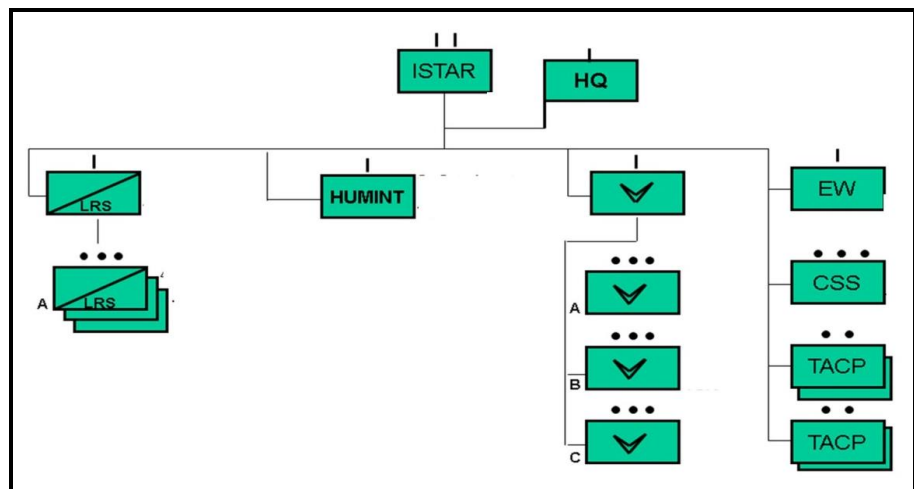 ISTAR
HQ
LRS
HUMINT
EW
LRS
A
CSS
A
B
TACP
C
TACP